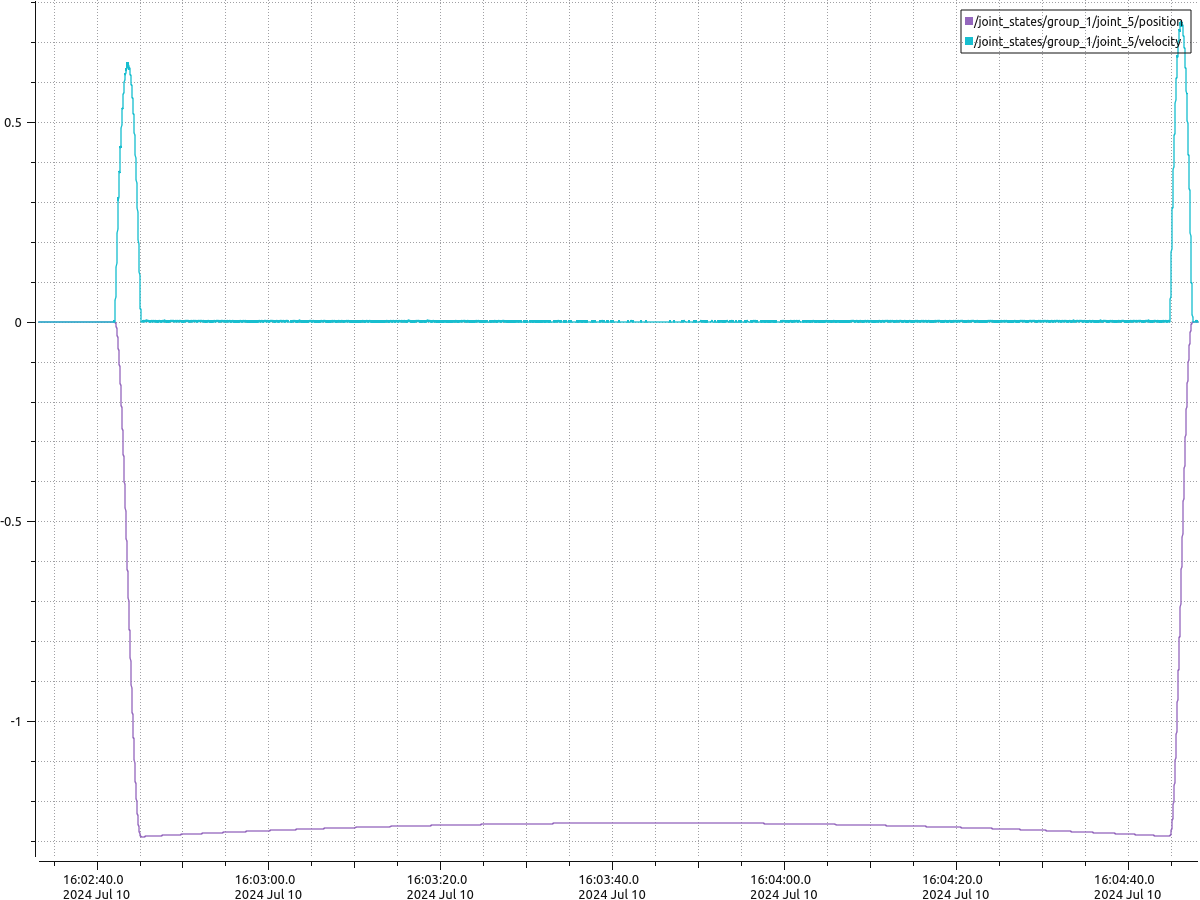 /joint_states/group_1/joint_5/position
/joint_states/group_1/joint_5/velocity
0.5
0
-0.5
-1
16:02:40.0
2024 Jul 10
16:03:00.0
2024 Jul 10
16:03:20.0
2024 Jul 10
16:03:40.0
2024 Jul 10
16:04:00.0
2024 Jul 10
16:04:20.0
2024 Jul 10
16:04:40.0
2024 Jul 10